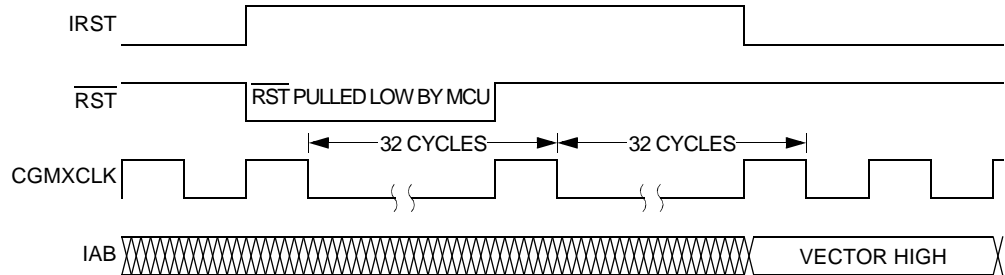 IRST
RST
RST PULLED LOW BY MCU
32 CYCLES
32 CYCLES
CGMXCLK
IAB
VECTOR HIGH